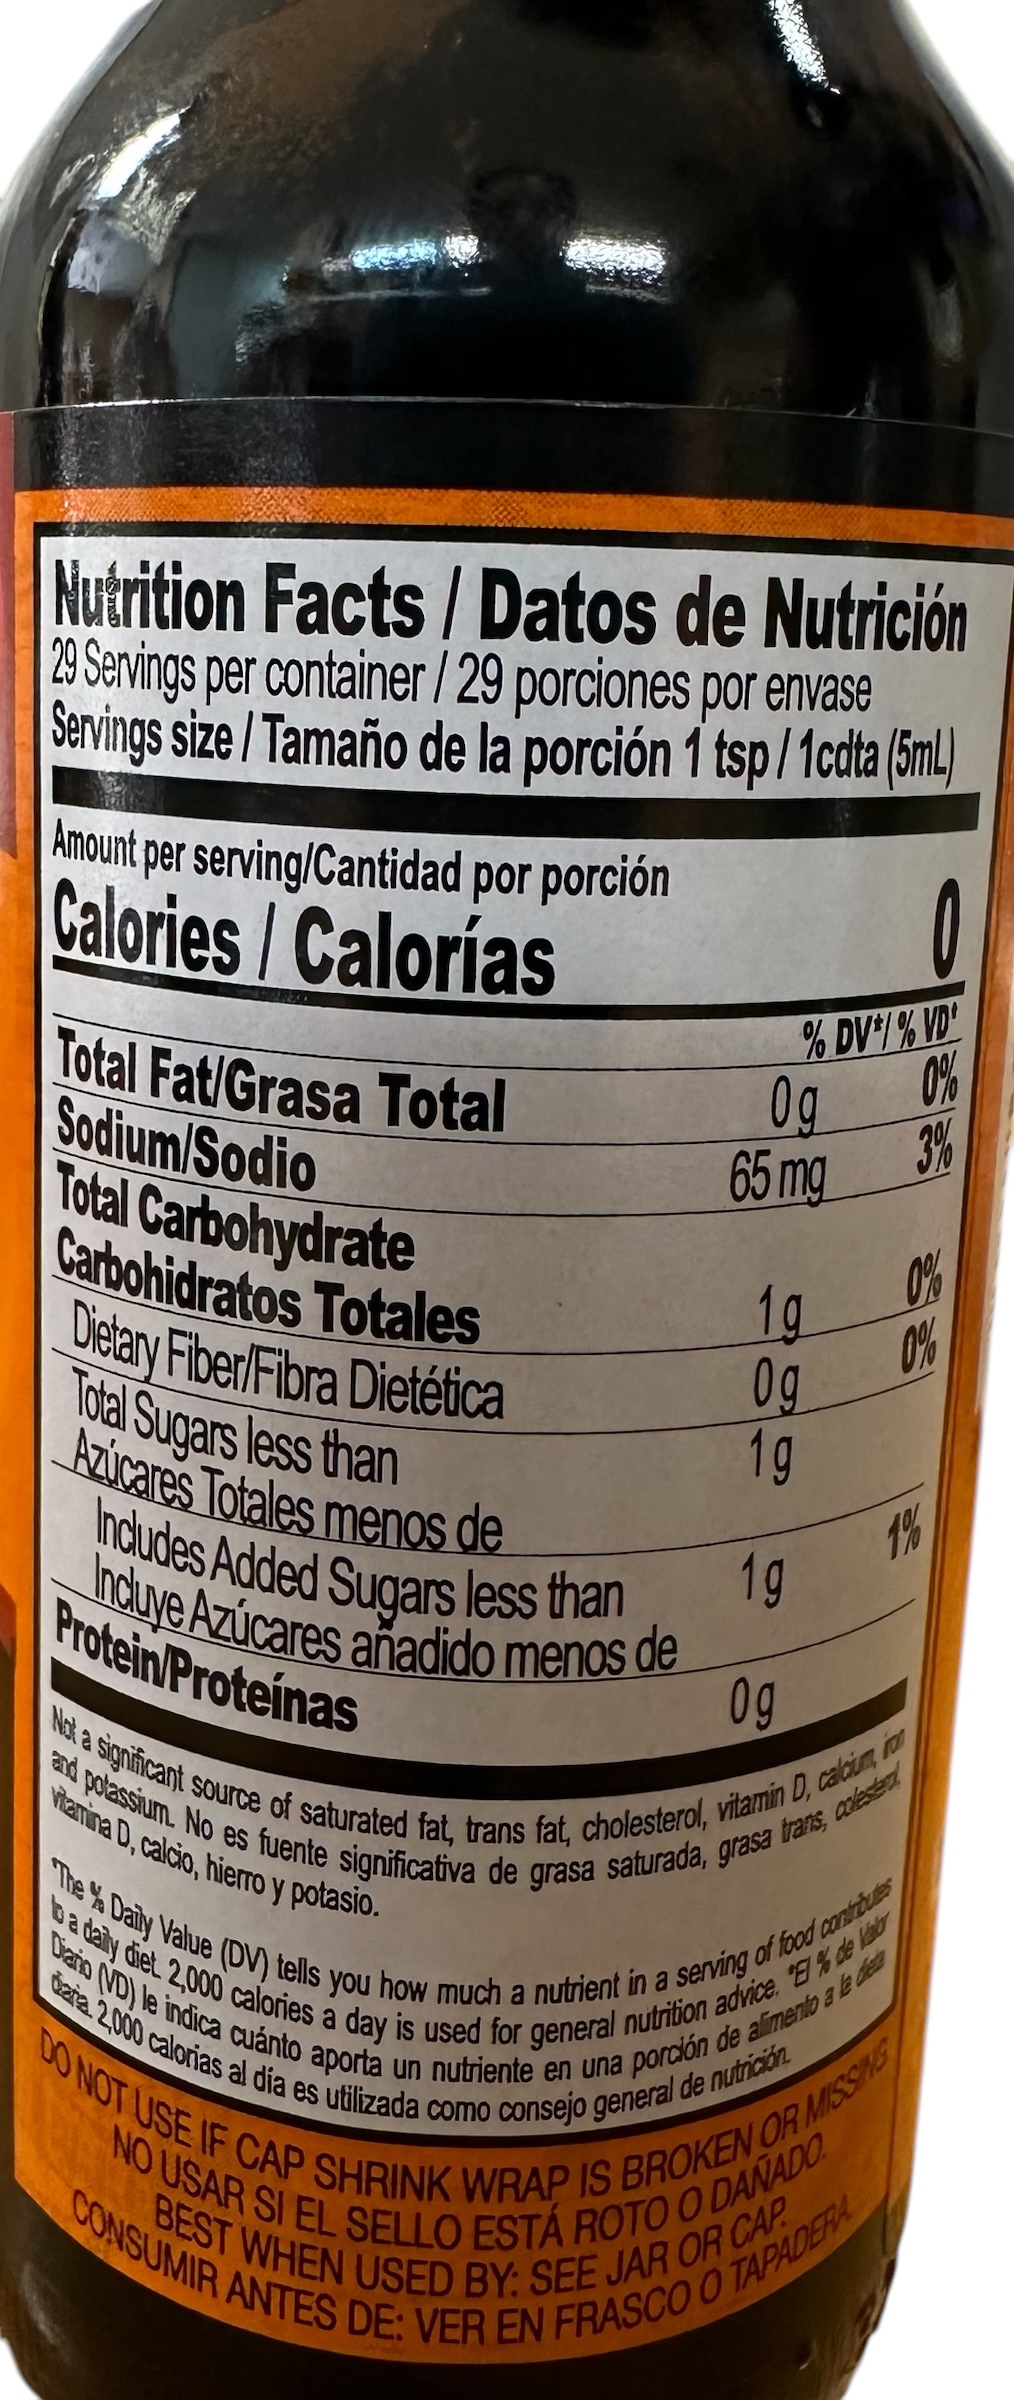 Nutrition Facts / Datos de Nutrición
29 Servings per container / 29 porciones por envase
Servings size / Tamaño de la porción 1 tsp / 1cdta (5mL)
Amount per serving/Cantidad por porción
Calories / Calorías 0
% DV*/ % VD*
Total Fat/Grasa Total 0 g 0%
Sodium/Sodio 65 mg 3%
Total Carbohydrate
Carbohidratos Totales 1 g 0%
Dietary Fiber/Fibra Dietética 0 g 0%
Total Sugars less than 1 g
Azúcares Totales menos de
Includes Added Sugars less than 1 g 1%
Incluye Azúcares añadido menos de
Protein/Proteínas 0 g
Not a significant source of saturated fat, trans fat, cholesterol, vitamin D, calcium, iron
and potassium. No es fuente significativa de grasa saturada, grasa trans, colesterol,
vitamina D, calcio, hierro y potasio.
*The % Daily Value (DV) tells you how much a nutrient in a serving of food contributes
to a daily diet. 2,000 calories a day is used for general nutrition advice. *El % de Valor
Diario (VD) le indica cuánto aporta un nutriente en una porción de alimento a la dieta
diaria. 2,000 calorias al día es utilizada como consejo general de nutrición.
DO NOT USE IF CAP SHRINK WRAP IS BROKEN OR MISSING
NO USAR SI EL SELLO ESTÁ ROTO O DAÑADO.
BEST WHEN USED BY: SEE JAR OR CAP.
CONSUMIR ANTES DE: VER EN FRASCO O TAPADERA